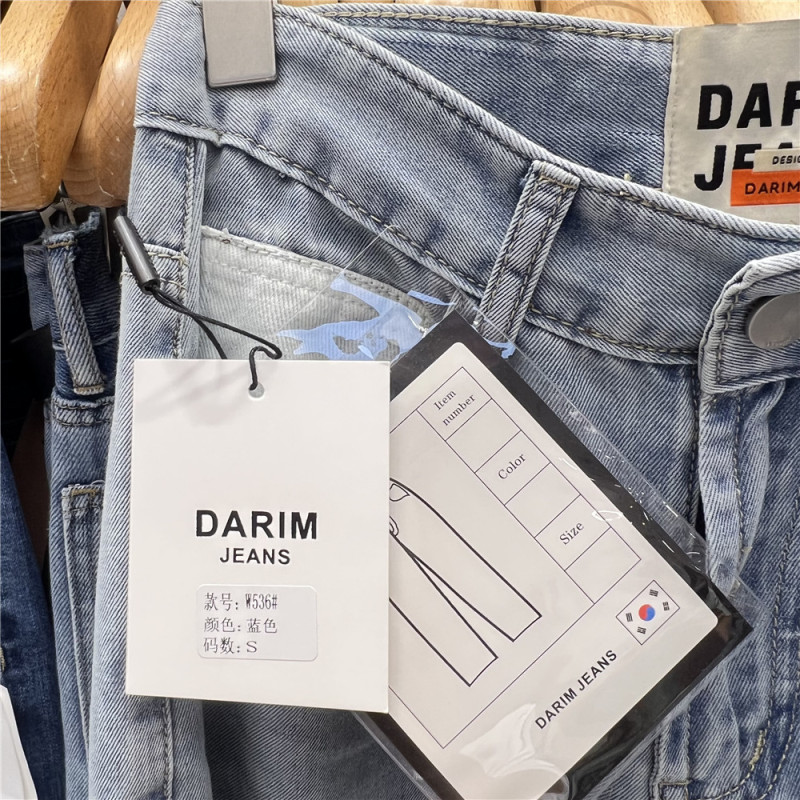 DAR
JEA
DESIG
DARIM
DARIM
JEANS
款号: W536#
颜色: 蓝色
码数: S
Item
number
Color
Size
DARIM JEANS